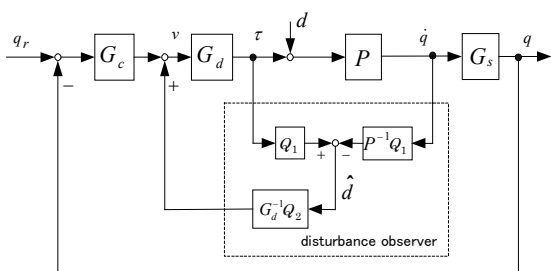 q_r
−
G_c
v
+
G_d
τ
d
P
q̇
G_s
q
Q_1
+
−
P^{-1}Q_1
d̂
G_d^{-1}Q_2
disturbance observer